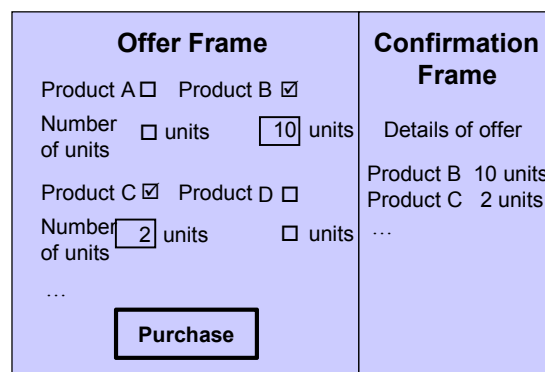 Offer Frame
Product A Product B
Number of units
units 10 units
Product C Product D
Number of units
2 units units
...
Purchase
Confirmation
Frame
Details of offer
Product B 10 units
Product C 2 units
...